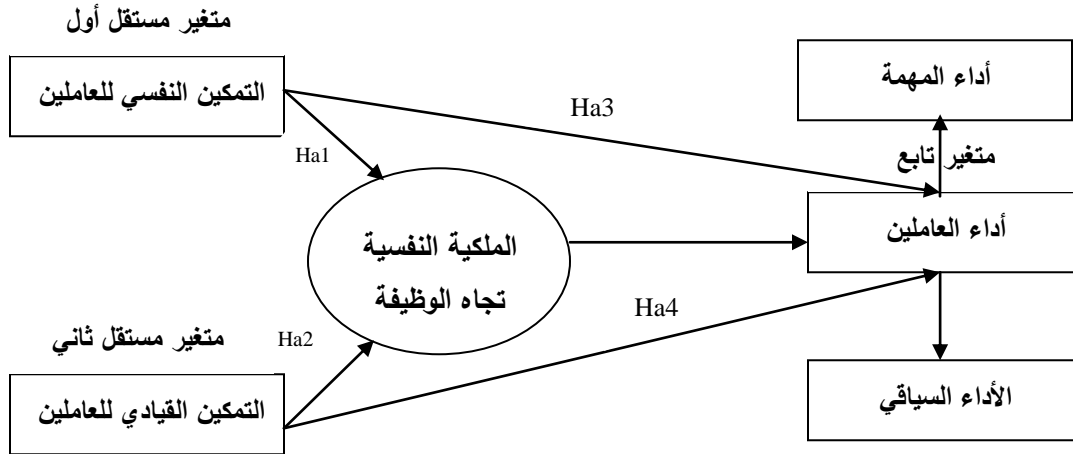 متغير مستقل أول
التمكين النفسي للعاملين
أداء المهمة
Ha3
Ha1
متغير تابع
أداء العاملين
الملكية النفسية
تجاه الوظيفة
Ha4
Ha2
متغير مستقل ثاني
التمكين القيادي للعاملين
الأداء السياقي